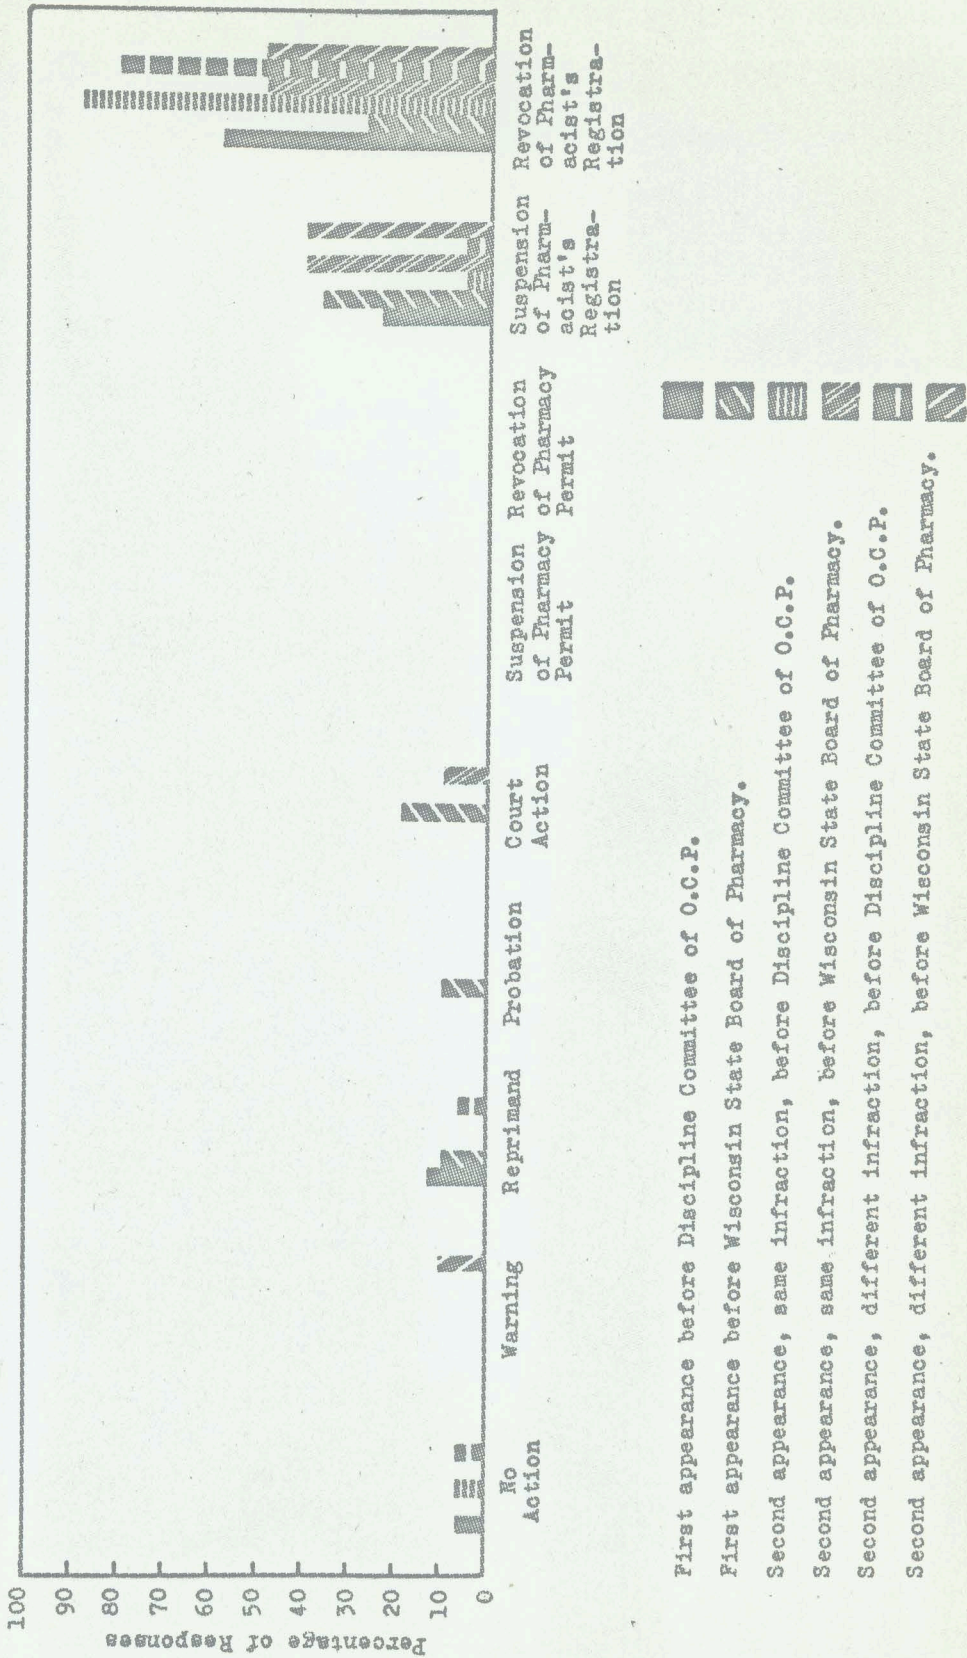 100
90
80
70
60
50
40
30
20
10
0
Percentage of Responses
No
Action
Warning
Reprimand
Probation
Court
Action
Suspension
of Pharmacy
Permit
Revocation
of Pharmacy
Permit
Suspension
of Pharm-
acist's
Registra-
tion
Revocation
of Pharm-
acist's
Registra-
tion
First appearance before Discipline Committee of O.C.P.
First appearance before Wisconsin State Board of Pharmacy.
Second appearance, same infraction, before Discipline Committee of O.C.P.
Second appearance, same infraction, before Wisconsin State Board of Pharmacy.
Second appearance, different infraction, before Discipline Committee of O.C.P.
Second appearance, different infraction, before Wisconsin State Board of Pharmacy.